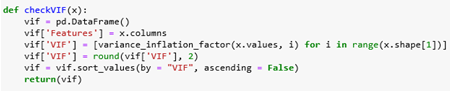 def checkVIF(x):
    vif = pd.DataFrame()
    vif['Features'] = x.columns
    vif['VIF'] = [variance_inflation_factor(x.values, i) for i in range(x.shape[1])]
    vif['VIF'] = round(vif['VIF'], 2)
    vif = vif.sort_values(by = "VIF", ascending = False)
    return(vif)